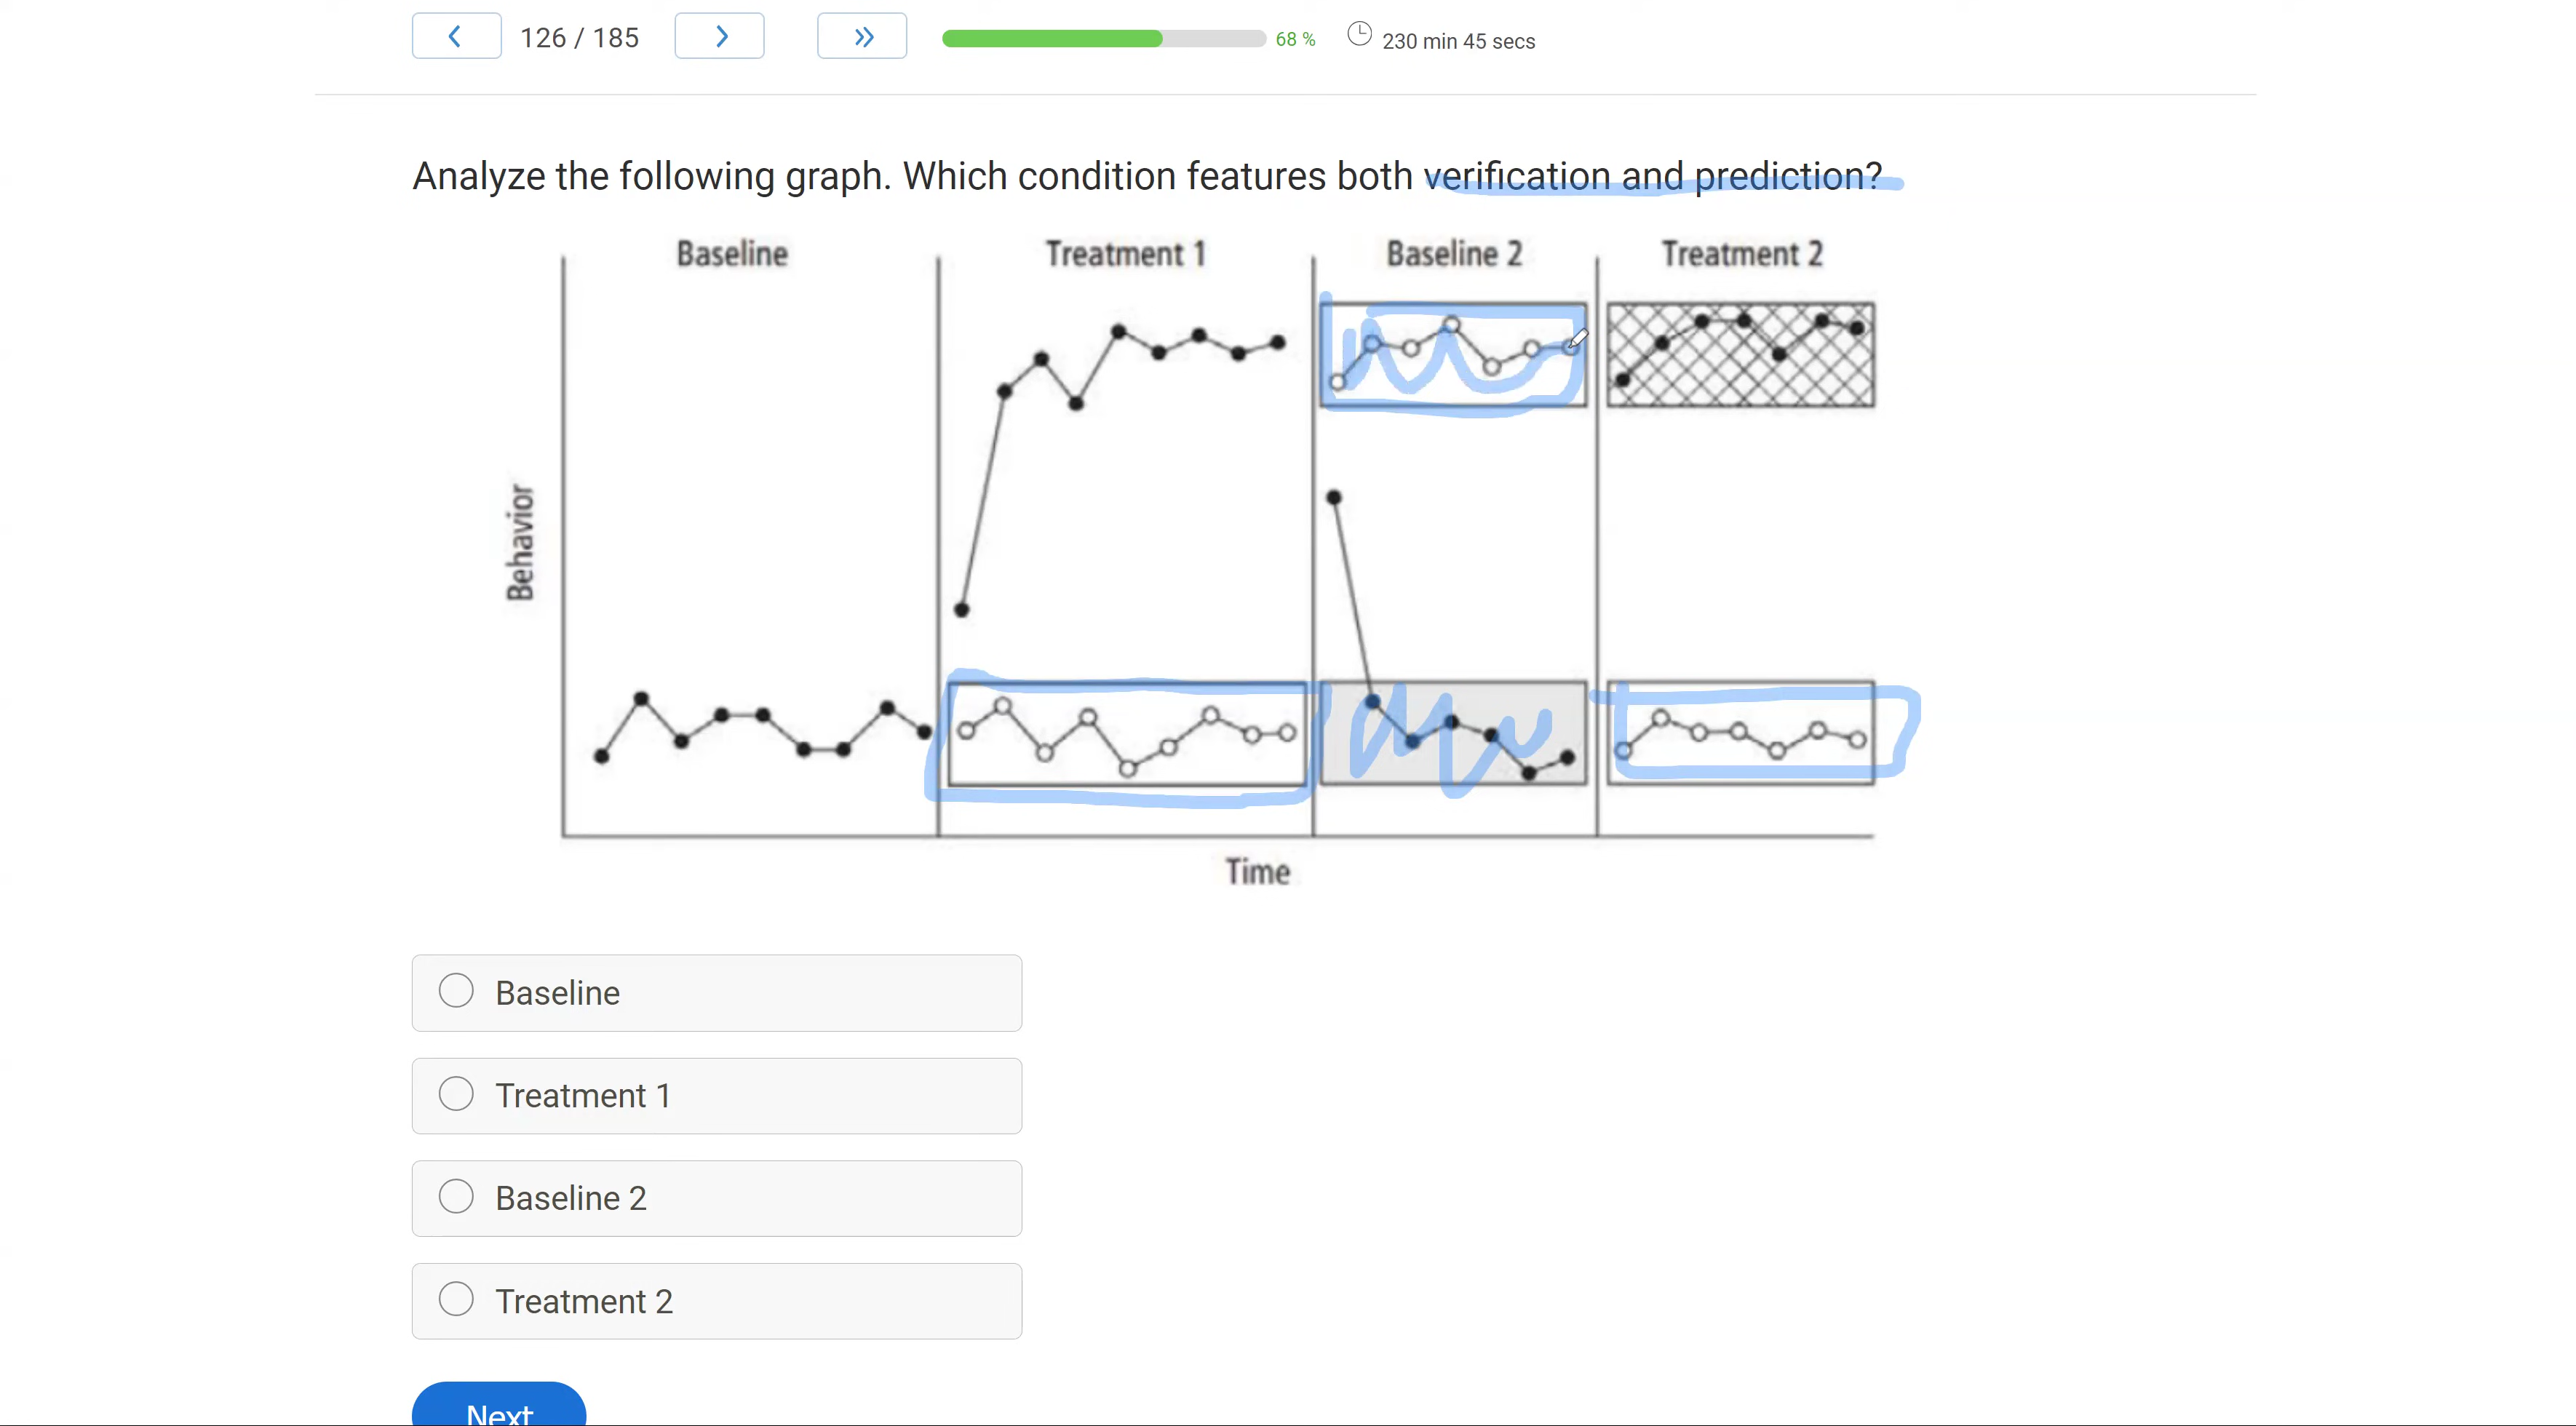 126 / 185
68 %
230 min 45 secs
Analyze the following graph. Which condition features both verification and prediction?
Baseline
Treatment 1
Baseline 2
Treatment 2
Behavior
Time
Baseline
Treatment 1
Baseline 2
Treatment 2
Next